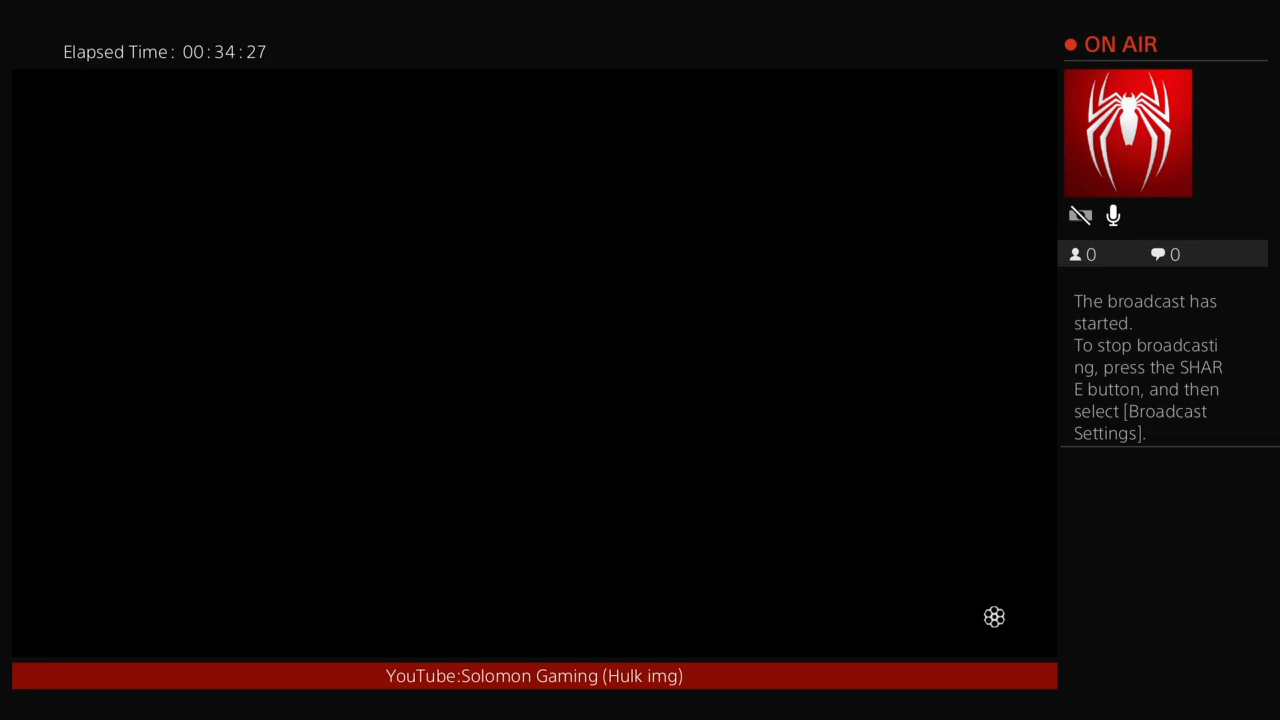 Elapsed Time: 00:34:27
ON AIR
0 0
The broadcast has
started.
To stop broadcasti
ng, press the SHAR
E button, and then
select [Broadcast
Settings].
YouTube:Solomon Gaming (Hulk img)